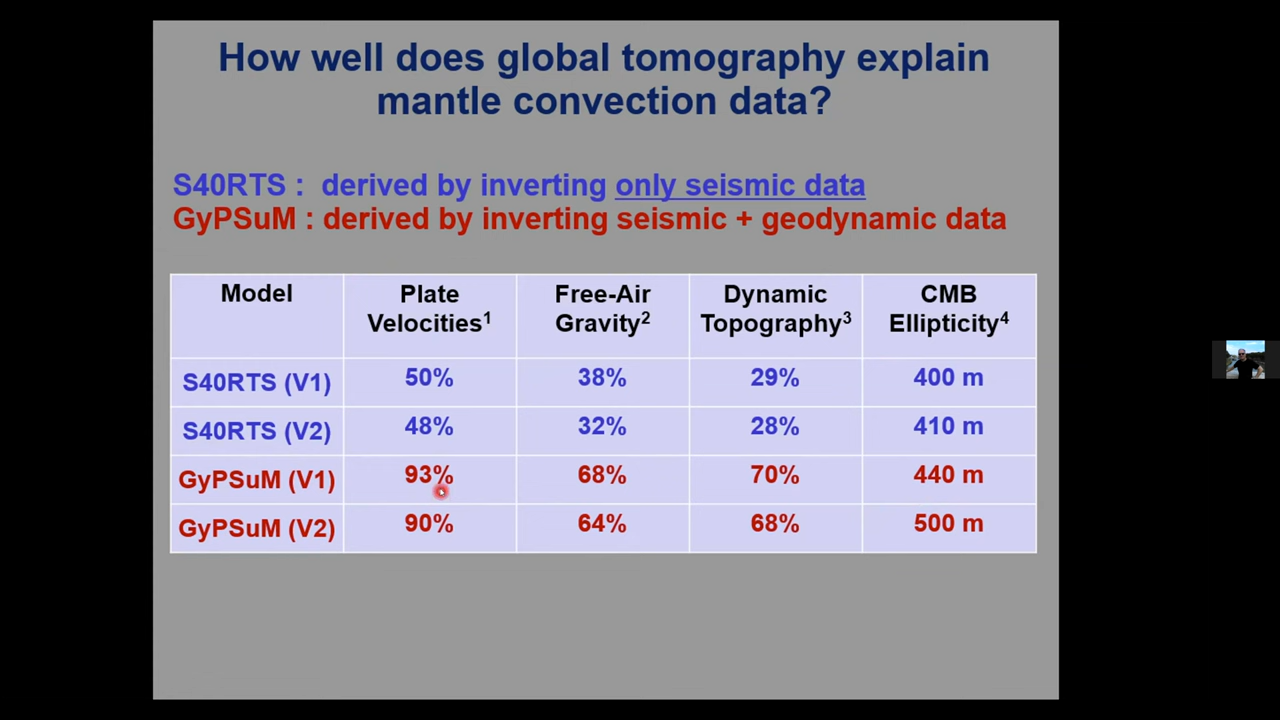 How well does global tomography explain
mantle convection data?
S40RTS : derived by inverting only seismic data
GyPSuM : derived by inverting seismic + geodynamic data
Model Plate Velocities¹ Free-Air Gravity² Dynamic Topography³ CMB Ellipticity⁴
S40RTS (V1) 50% 38% 29% 400 m
S40RTS (V2) 48% 32% 28% 410 m
GyPSuM (V1) 93% 68% 70% 440 m
GyPSuM (V2) 90% 64% 68% 500 m